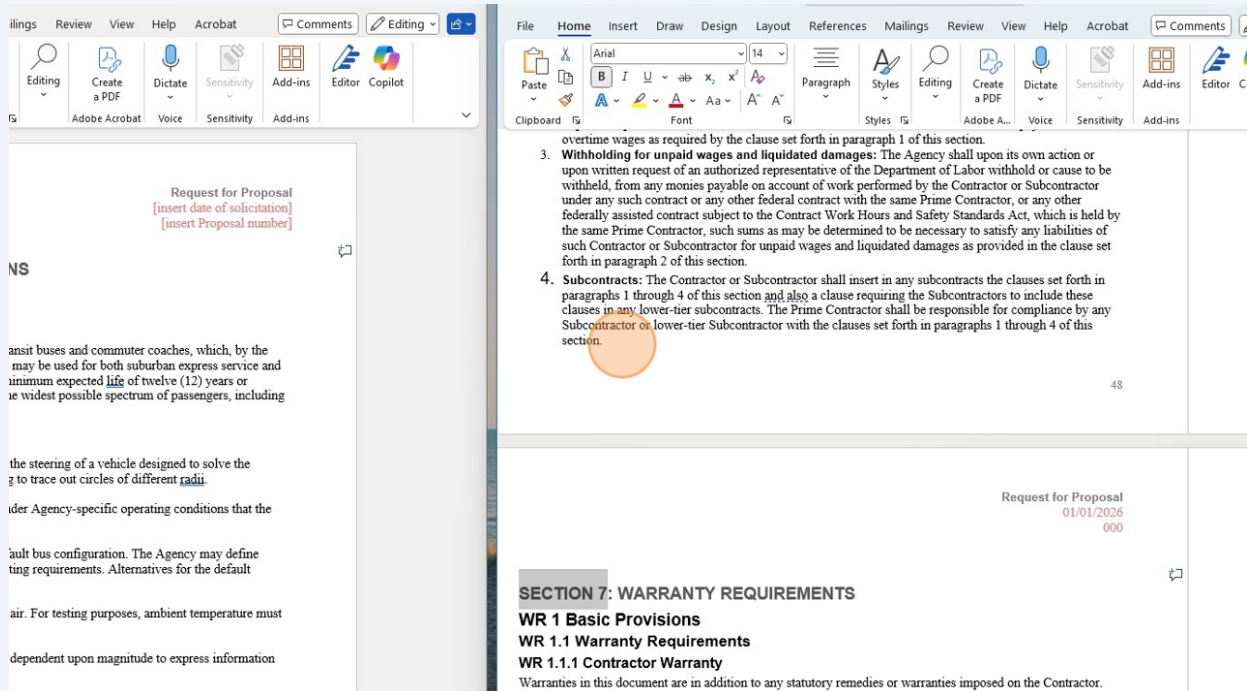 ilings Review View Help Acrobat Comments Editing
Editing Create a PDF Dictate Sensitivity Add-ins Editor Copilot
Adobe Acrobat Voice Sensitivity Add-ins
Request for Proposal
[insert date of solicitation]
[insert Proposal number]
NS
ansit buses and commuter coaches, which, by the
may be used for both suburban express service and
inimum expected life of twelve (12) years or
e widest possible spectrum of passengers, including
the steering of a vehicle designed to solve the
g to trace out circles of different radii.
der Agency-specific operating conditions that the
fault bus configuration. The Agency may define
ting requirements. Alternatives for the default
air. For testing purposes, ambient temperature must
dependent upon magnitude to express information
File Home Insert Draw Design Layout References Mailings Review View Help Acrobat Comments
Arial 14
Paste Paragraph Styles Editing Create a PDF Dictate Sensitivity Add-ins Editor C
Clipboard Font Styles Adobe A... Voice Sensitivity Add-ins
overtime wages as required by the clause set forth in paragraph 1 of this section.
3. Withholding for unpaid wages and liquidated damages: The Agency shall upon its own action or
upon written request of an authorized representative of the Department of Labor withhold or cause to be
withheld, from any monies payable on account of work performed by the Contractor or Subcontractor
under any such contract or any other federal contract with the same Prime Contractor, or any other
federally assisted contract subject to the Contract Work Hours and Safety Standards Act, which is held by
the same Prime Contractor, such sums as may be determined to be necessary to satisfy any liabilities of
such Contractor or Subcontractor for unpaid wages and liquidated damages as provided in the clause set
forth in paragraph 2 of this section.
4. Subcontracts: The Contractor or Subcontractor shall insert in any subcontracts the clauses set forth in
paragraphs 1 through 4 of this section and also a clause requiring the Subcontractors to include these
clauses in any lower-tier subcontracts. The Prime Contractor shall be responsible for compliance by any
Subcontractor or lower-tier Subcontractor with the clauses set forth in paragraphs 1 through 4 of this
section.
48
Request for Proposal
01/01/2026
000
SECTION 7: WARRANTY REQUIREMENTS
WR 1 Basic Provisions
WR 1.1 Warranty Requirements
WR 1.1.1 Contractor Warranty
Warranties in this document are in addition to any statutory remedies or warranties imposed on the Contractor.